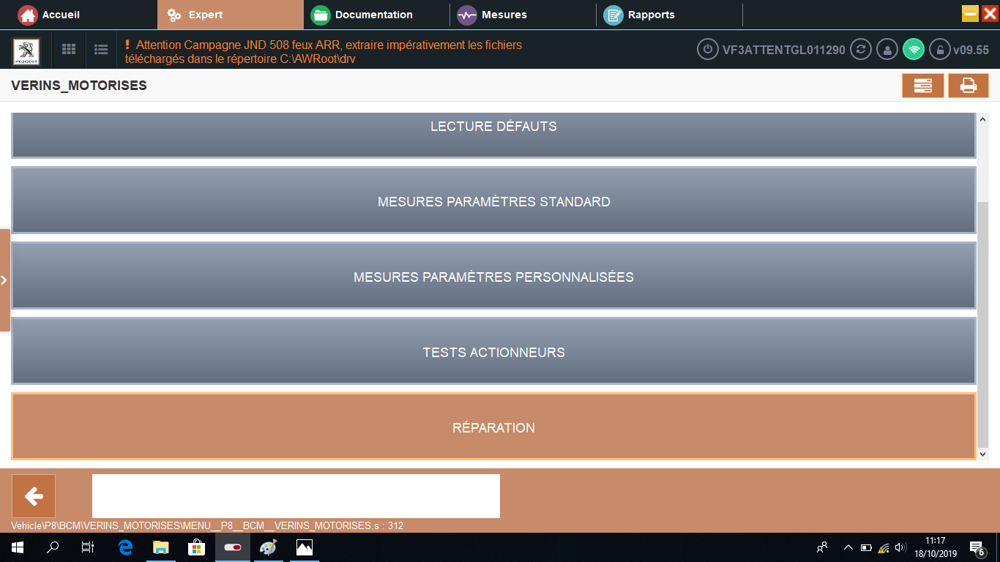 Accueil
Expert
Documentation
Mesures
Rapports
PEUGEOT
! Attention Campagne JND 508 feux ARR, extraire impérativement les fichiers
téléchargés dans le répertoire C:\AWRoot\drv
VF3ATTENTGL011290
v09.55
VERINS_MOTORISES
LECTURE DÉFAUTS
MESURES PARAMÈTRES STANDARD
MESURES PARAMÈTRES PERSONNALISÉES
TESTS ACTIONNEURS
RÉPARATION
Vehicle\P8\BCM\VERINS_MOTORISES\MENU__P8__BCM__VERINS_MOTORISES.s : 312
11:17
18/10/2019
6